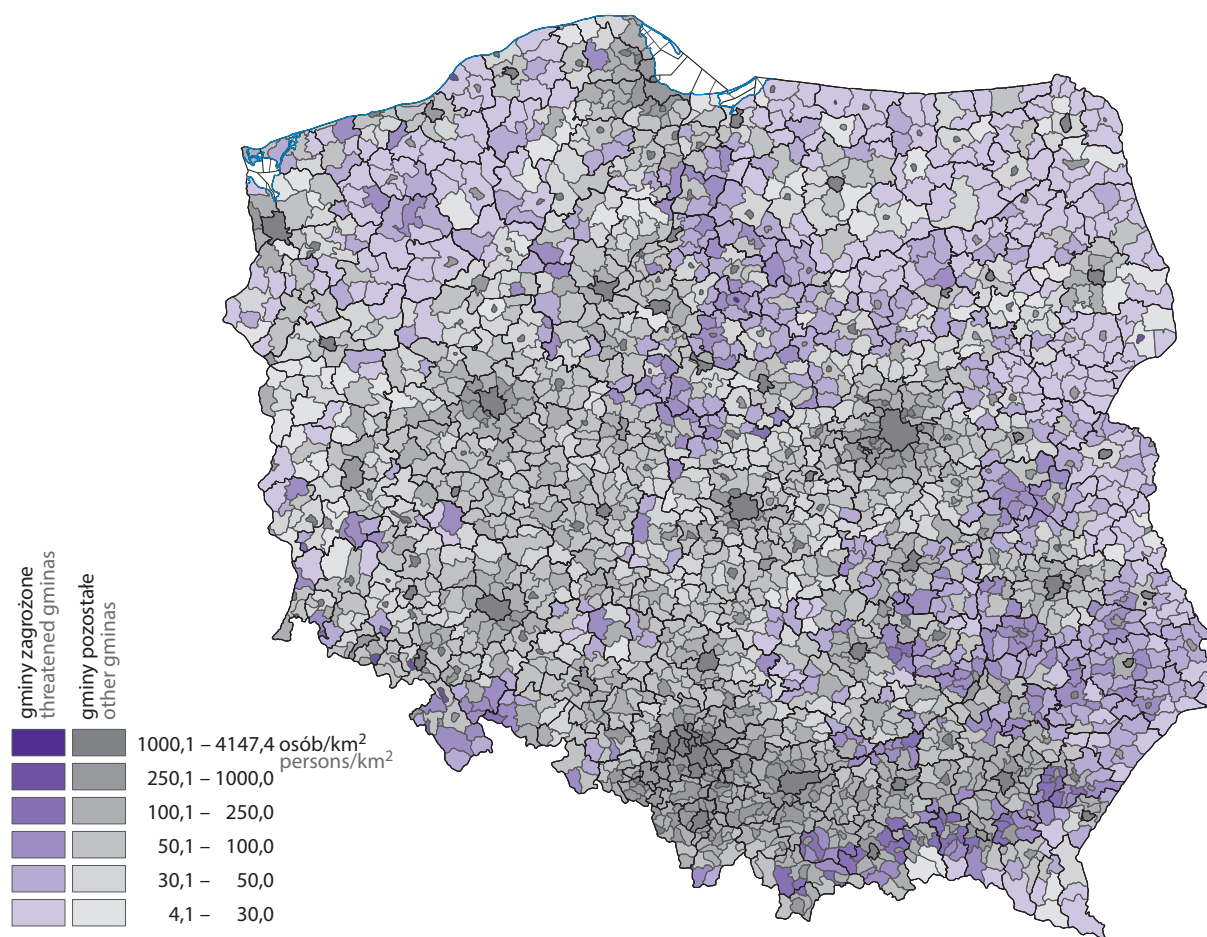 gminy zagrożone
threatened gminas
gminy pozostałe
other gminas
1000,1 – 4147,4 osób/km²
persons/km²
250,1 – 1000,0
100,1 – 250,0
50,1 – 100,0
30,1 – 50,0
4,1 – 30,0